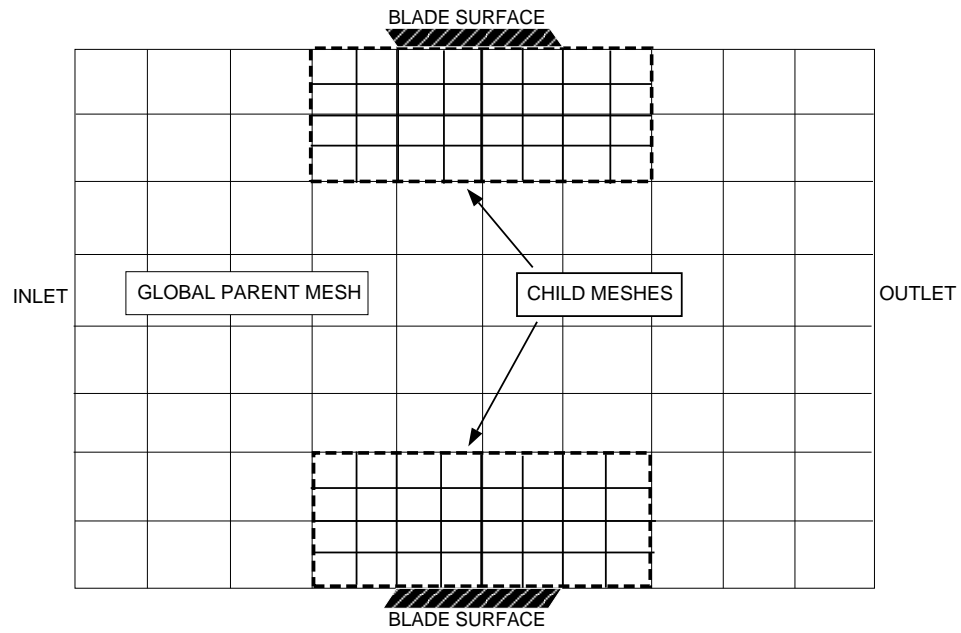 BLADE SURFACE
INLET
GLOBAL PARENT MESH
CHILD MESHES
OUTLET
BLADE SURFACE